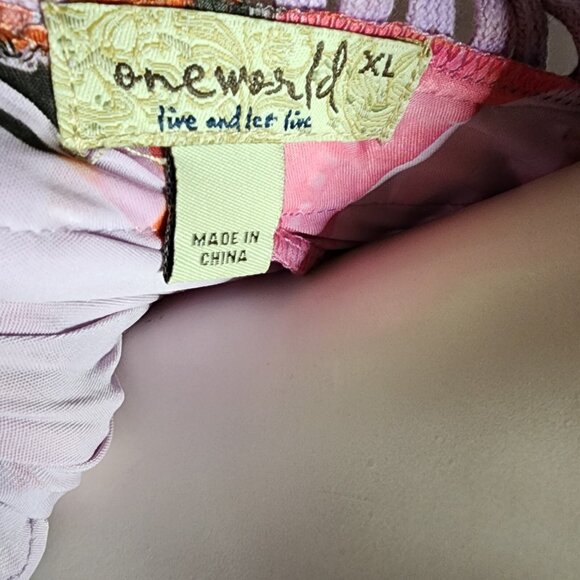 oneworld XL
live and let live
MADE IN
CHINA